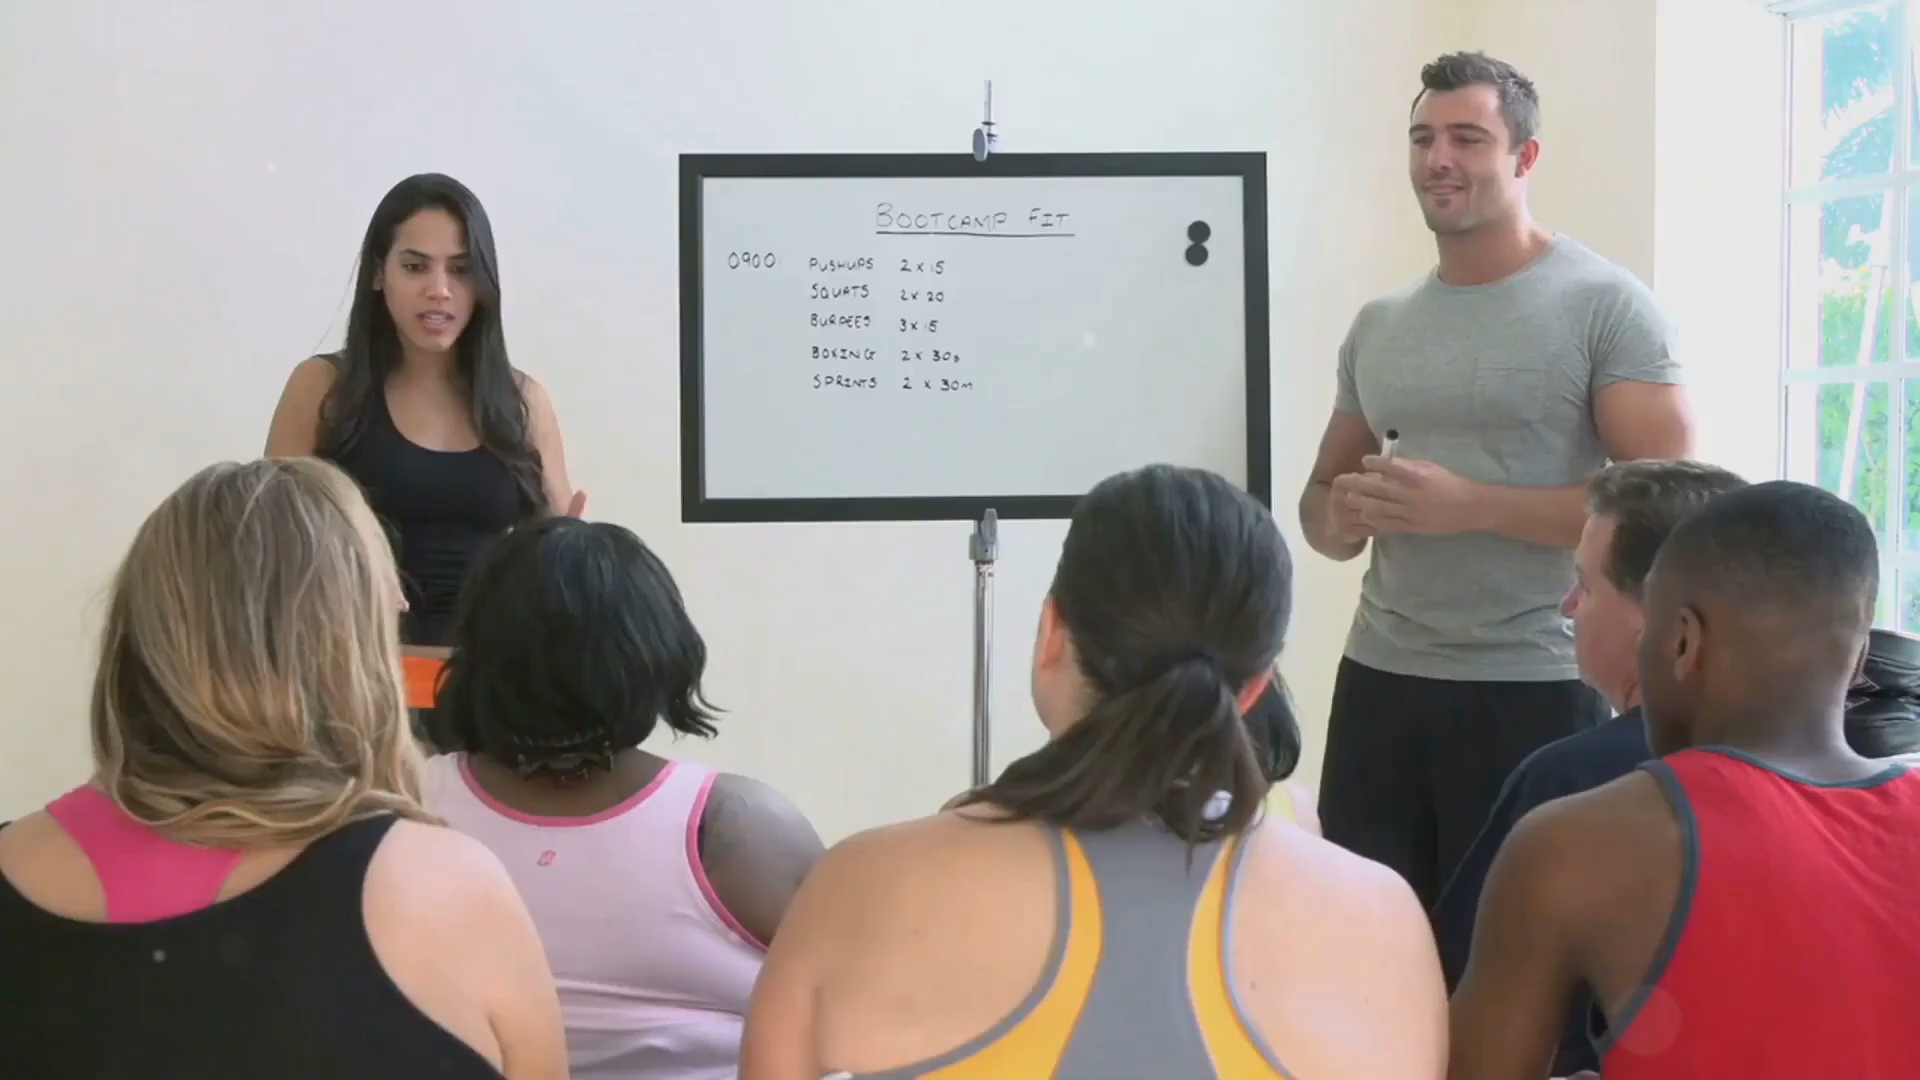 BOOTCAMP FIT
0900: PUSHUPS 2 x 15
SQUATS 2 x 20
BURPEES 3 x 15
BOXING 2 x 30s
SPRINTS 2 x 30m